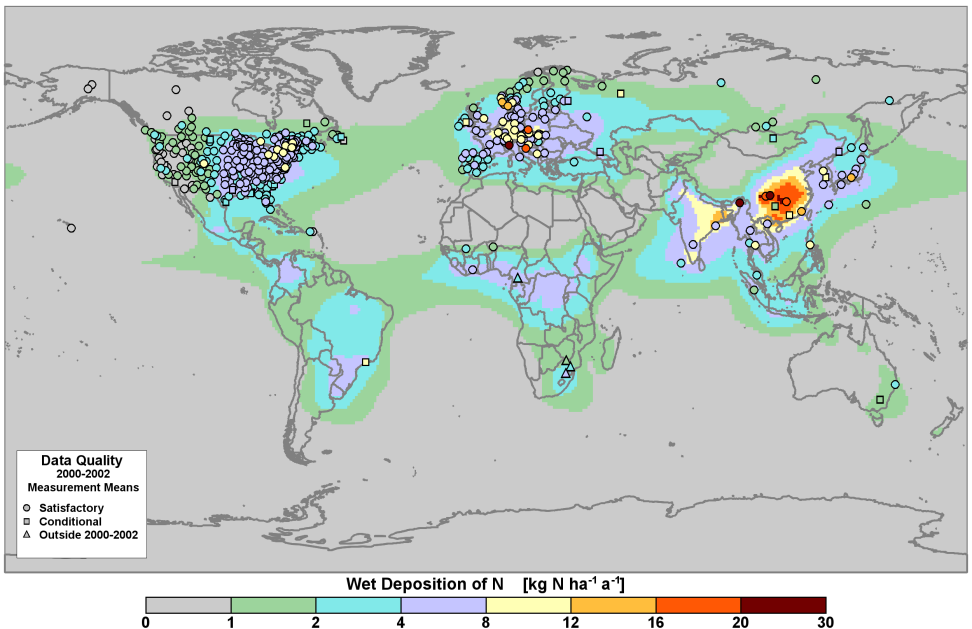 Data Quality
2000-2002
Measurement Means
Satisfactory
Conditional
Outside 2000-2002
Wet Deposition of N [kg N ha⁻¹ a⁻¹]
0 1 2 4 8 12 16 20 30